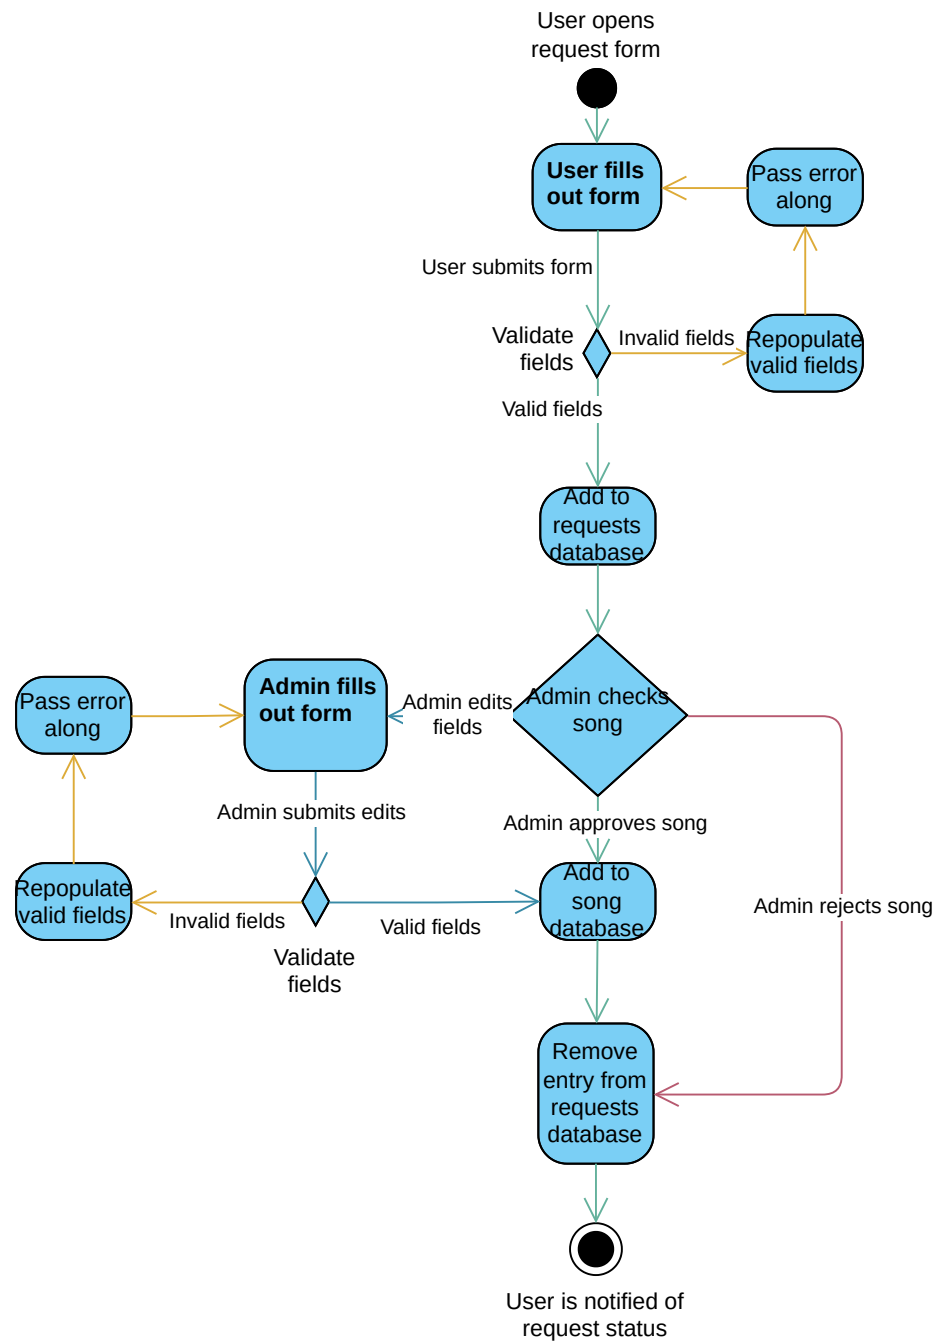 User opens
request form
User fills
out form
Pass error
along
User submits form
Validate
fields
Invalid fields
Repopulate
valid fields
Valid fields
Add to
requests
database
Admin checks
song
Admin edits
fields
Admin fills
out form
Pass error
along
Admin submits edits
Admin approves song
Repopulate
valid fields
Invalid fields
Validate
fields
Valid fields
Add to
song
database
Admin rejects song
Remove
entry from
requests
database
User is notified of
request status